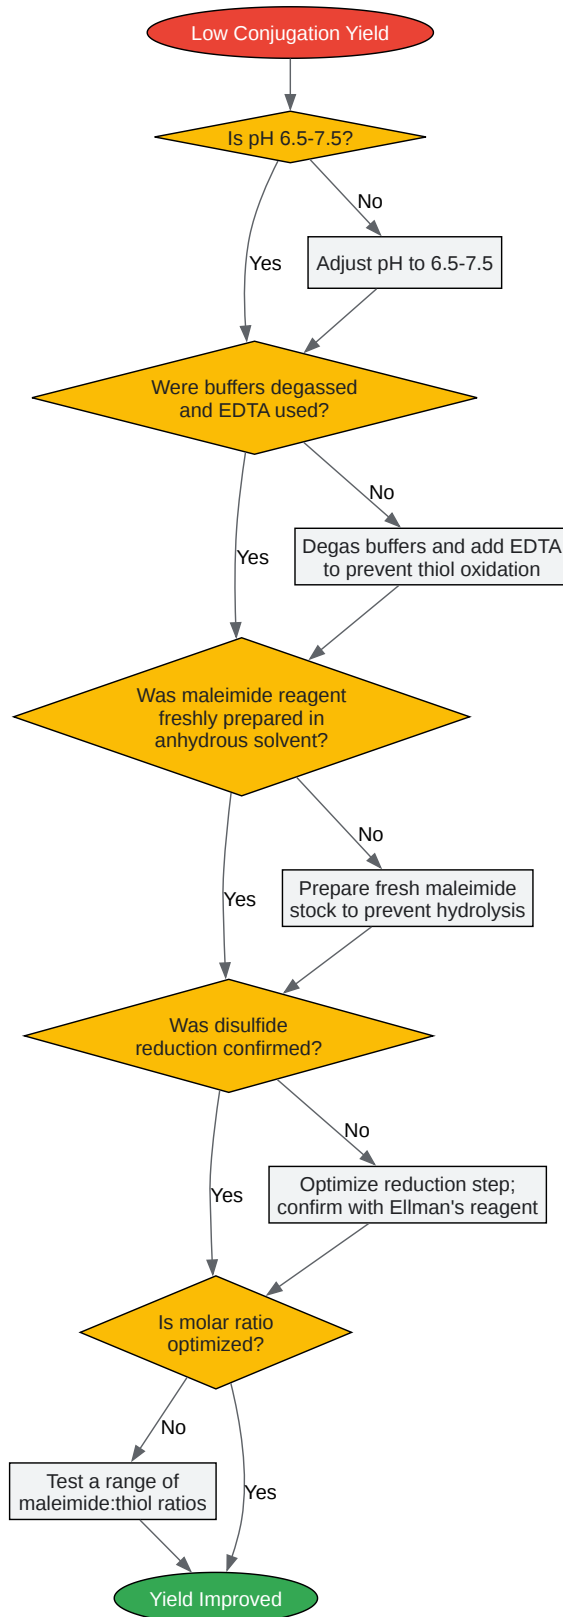 Low Conjugation Yield
Is pH 6.5-7.5?
No
Yes
Adjust pH to 6.5-7.5
Were buffers degassed
and EDTA used?
No
Yes
Degas buffers and add EDTA
to prevent thiol oxidation
Was maleimide reagent
freshly prepared in
anhydrous solvent?
No
Yes
Prepare fresh maleimide
stock to prevent hydrolysis
Was disulfide
reduction confirmed?
No
Yes
Optimize reduction step;
confirm with Ellman's reagent
Is molar ratio
optimized?
No
Yes
Test a range of
maleimide:thiol ratios
Yield Improved